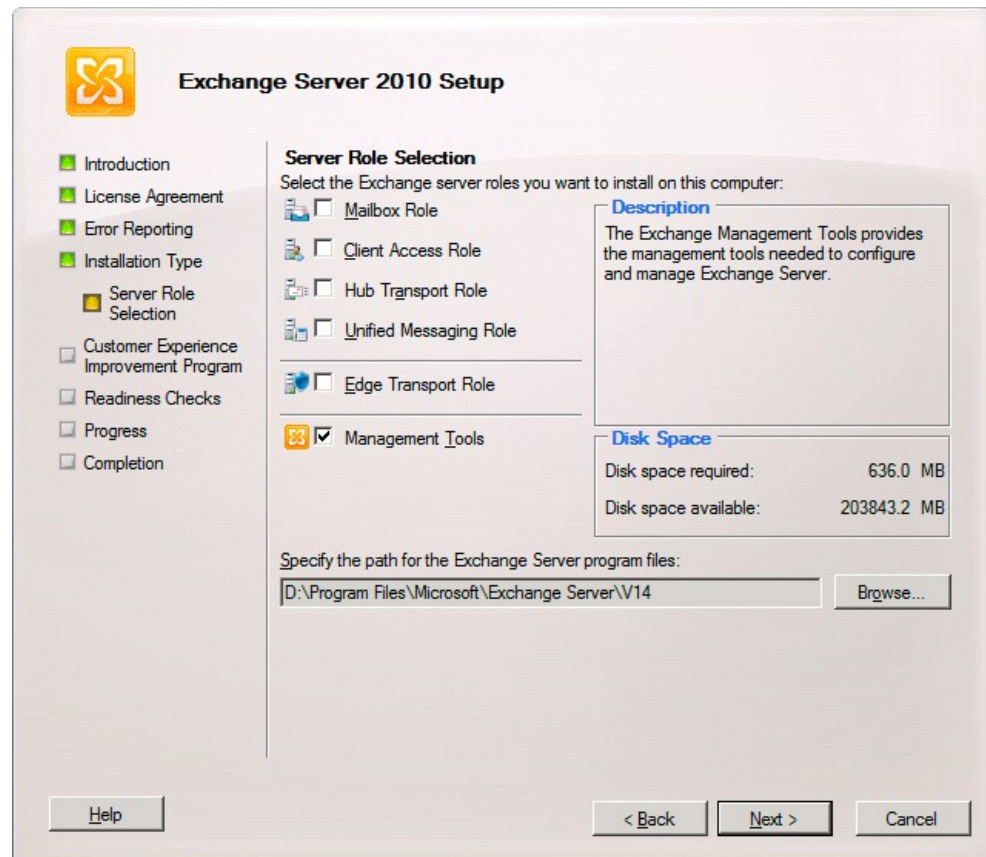 Exchange Server 2010 Setup
Introduction
License Agreement
Error Reporting
Installation Type
Server Role
Selection
Customer Experience
Improvement Program
Readiness Checks
Progress
Completion
Server Role Selection
Select the Exchange server roles you want to install on this computer:
Mailbox Role
Client Access Role
Hub Transport Role
Unified Messaging Role
Edge Transport Role
Management Tools
Description
The Exchange Management Tools provides
the management tools needed to configure
and manage Exchange Server.
Disk Space
Disk space required: 636.0 MB
Disk space available: 203843.2 MB
Specify the path for the Exchange Server program files:
D:\Program Files\Microsoft\Exchange Server\V14
Browse...
Help
< Back
Next >
Cancel